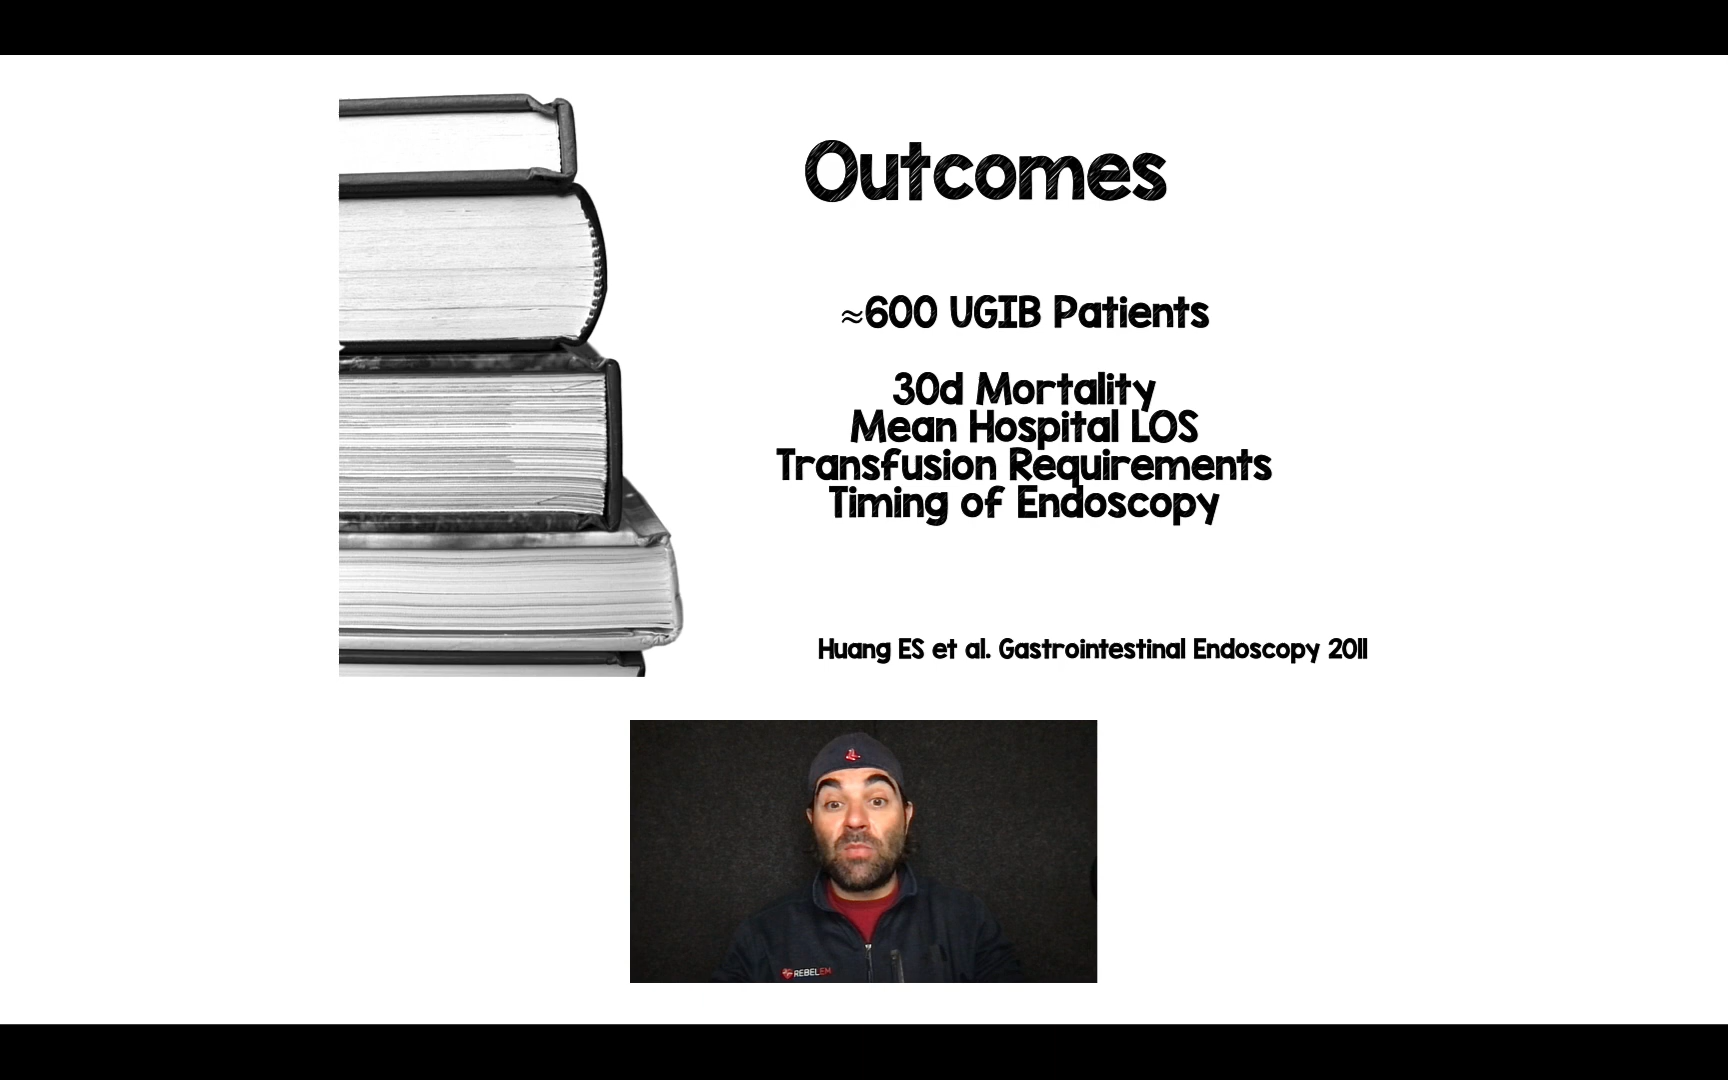 Outcomes
≈600 UGIB Patients
30d Mortality
Mean Hospital LOS
Transfusion Requirements
Timing of Endoscopy
Huang ES et al. Gastrointestinal Endoscopy 2011
REBELEM